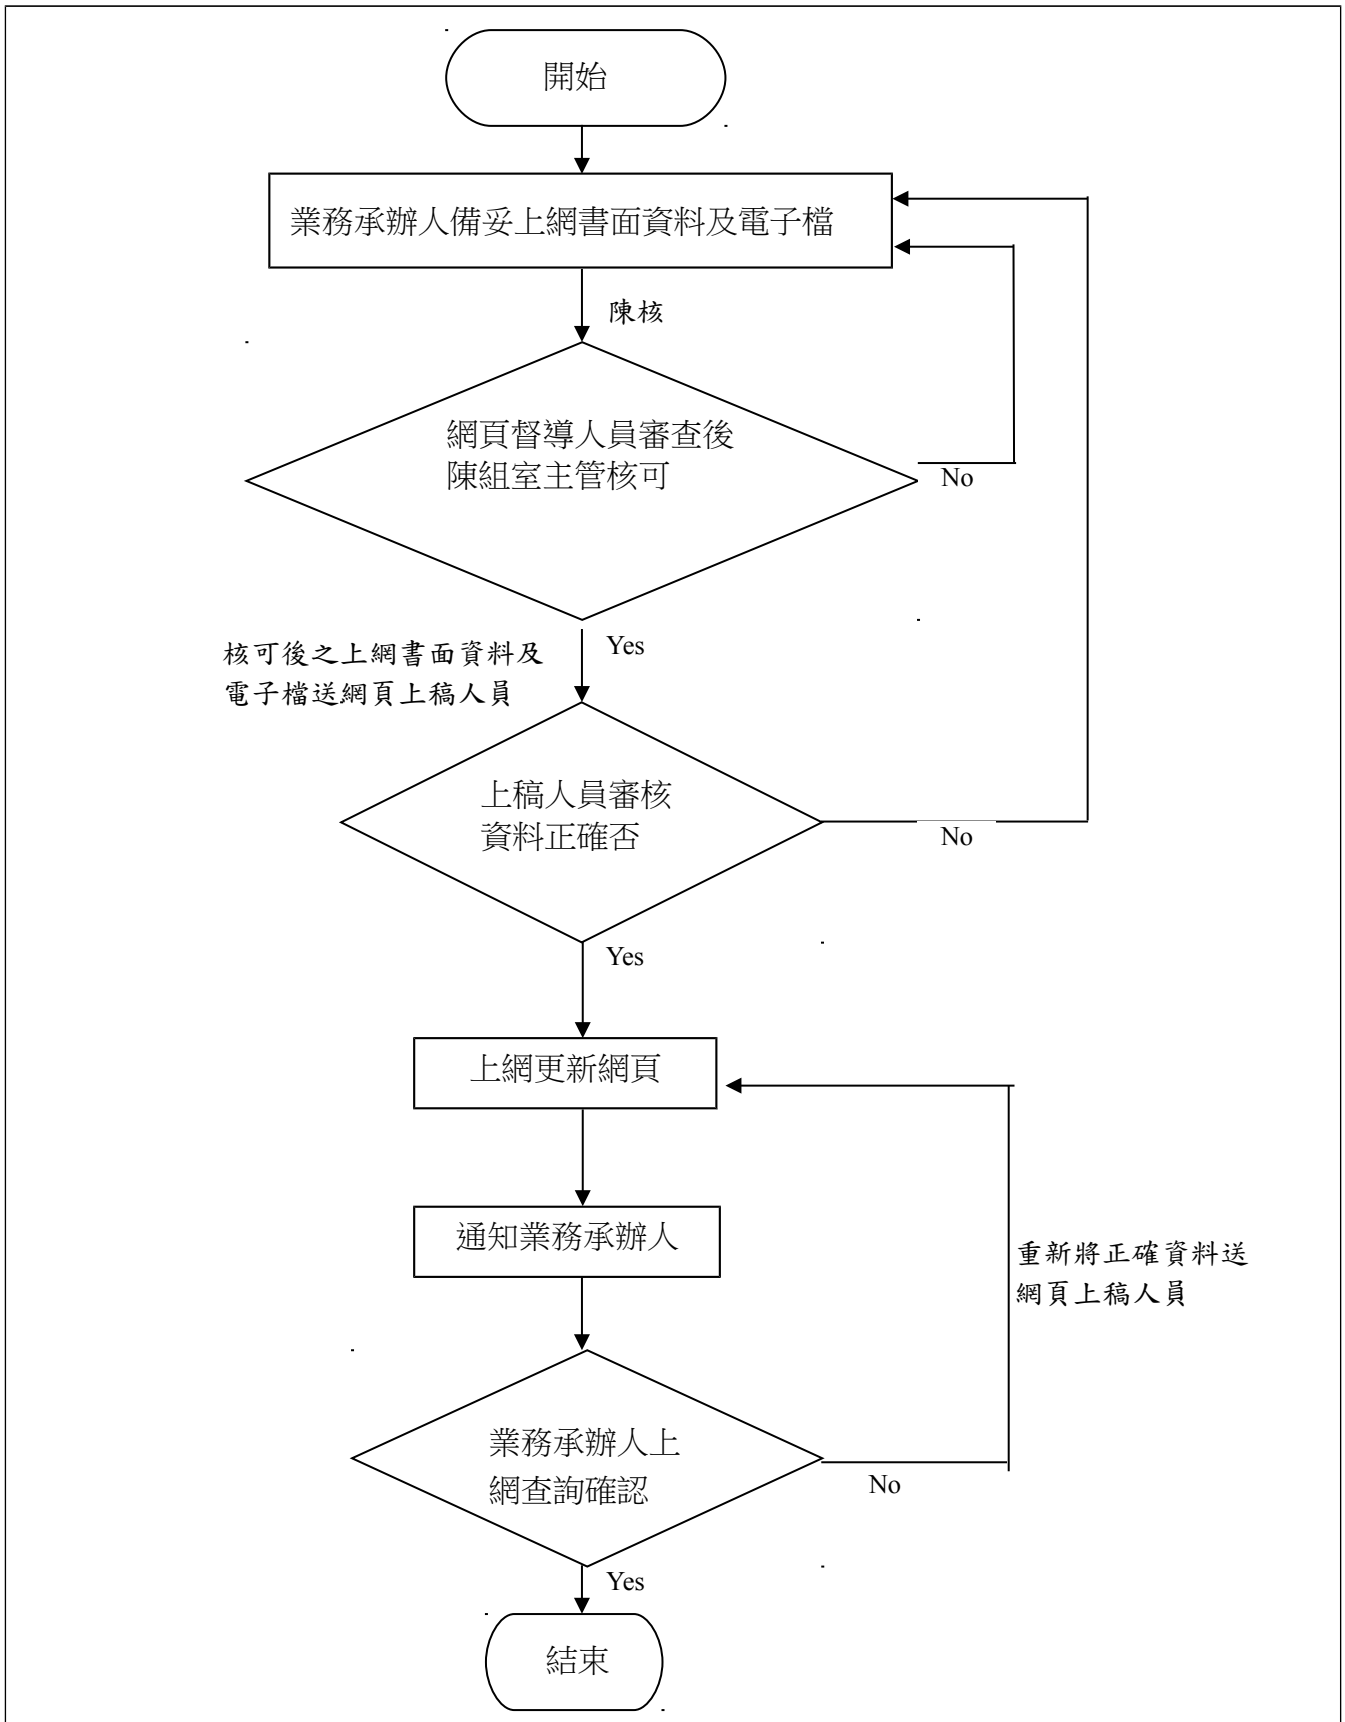 開始
業務承辦人備妥上網書面資料及電子檔
陳核
網頁督導人員審查後
陳組室主管核可
No
Yes
核可後之上網書面資料及
電子檔送網頁上稿人員
上稿人員審核
資料正確否
No
Yes
上網更新網頁
通知業務承辦人
重新將正確資料送
網頁上稿人員
業務承辦人上
網查詢確認
No
Yes
結束